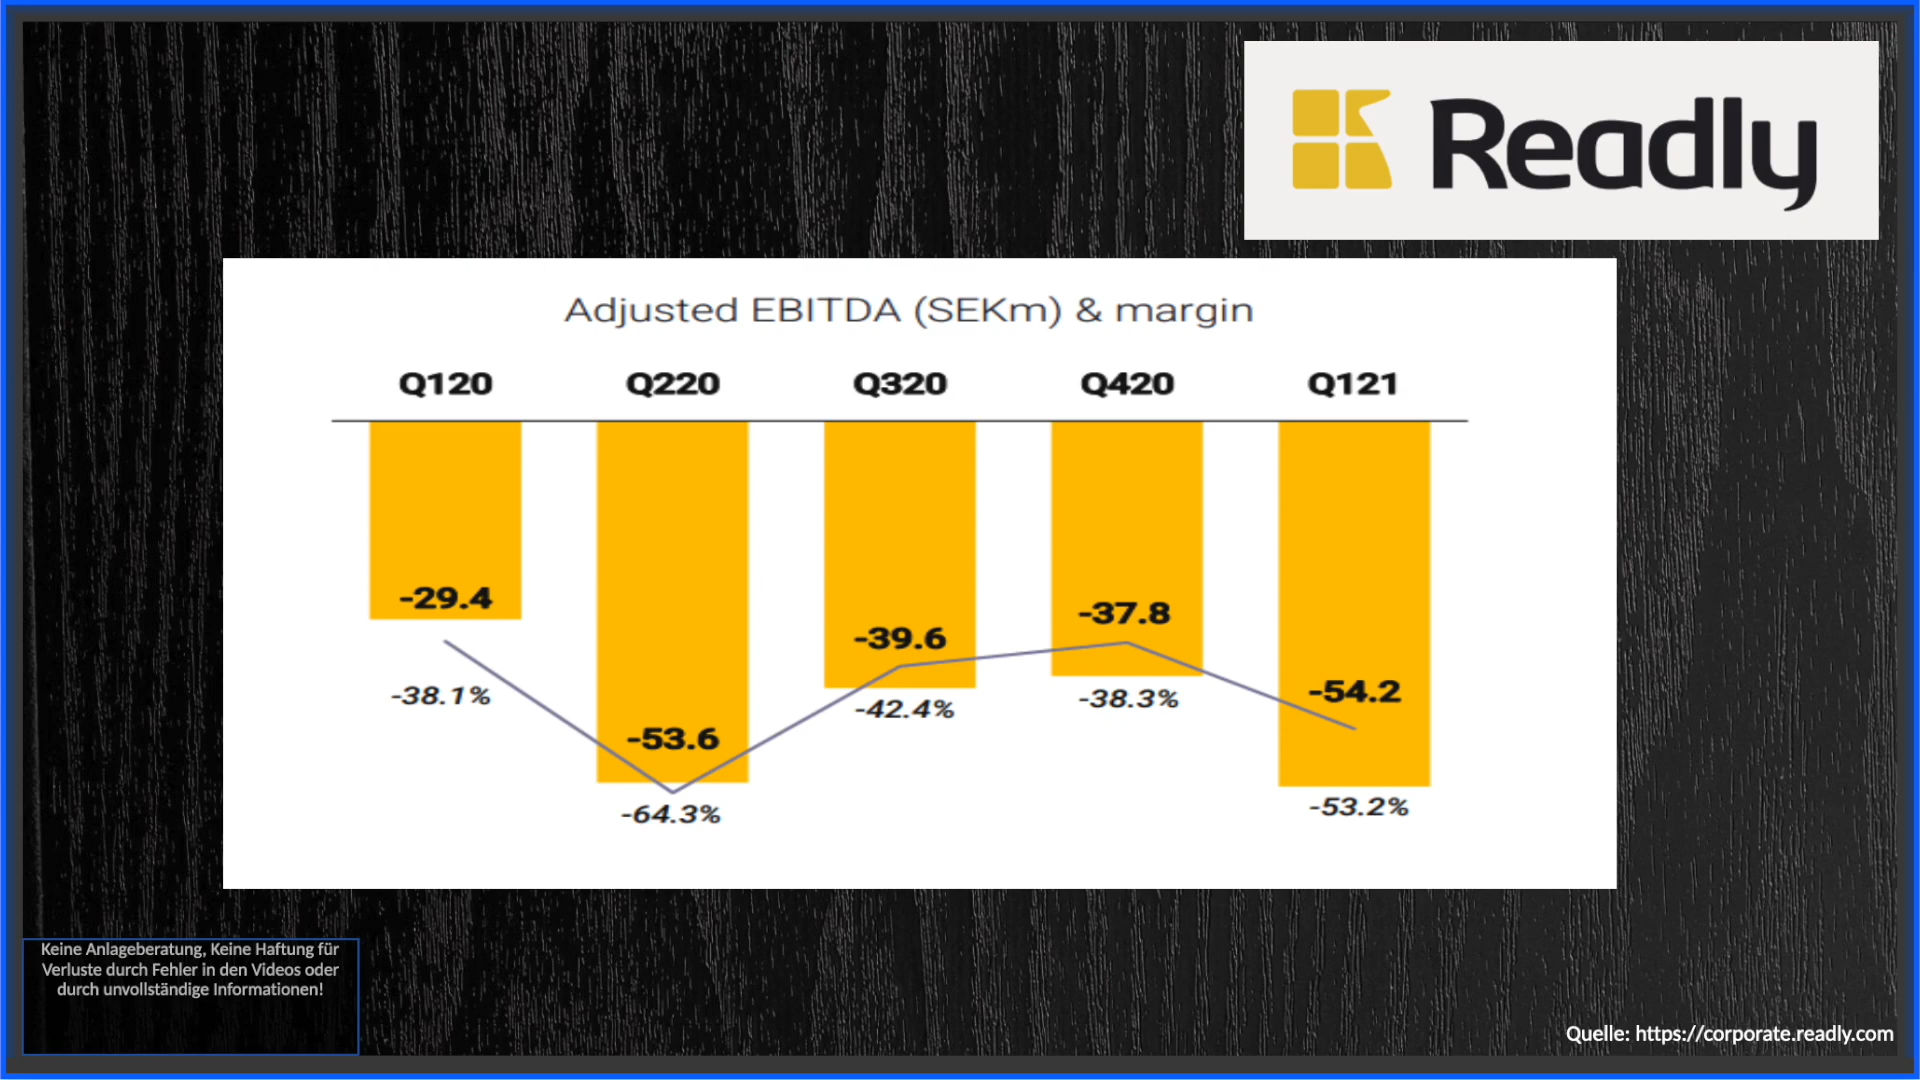 Readly
Adjusted EBITDA (SEKm) & margin
Q120 Q220 Q320 Q420 Q121
-29.4 -53.6 -39.6 -37.8 -54.2
-38.1% -64.3% -42.4% -38.3% -53.2%
Keine Anlageberatung, Keine Haftung für
Verluste durch Fehler in den Videos oder
durch unvollständige Informationen!
Quelle: https://corporate.readly.com